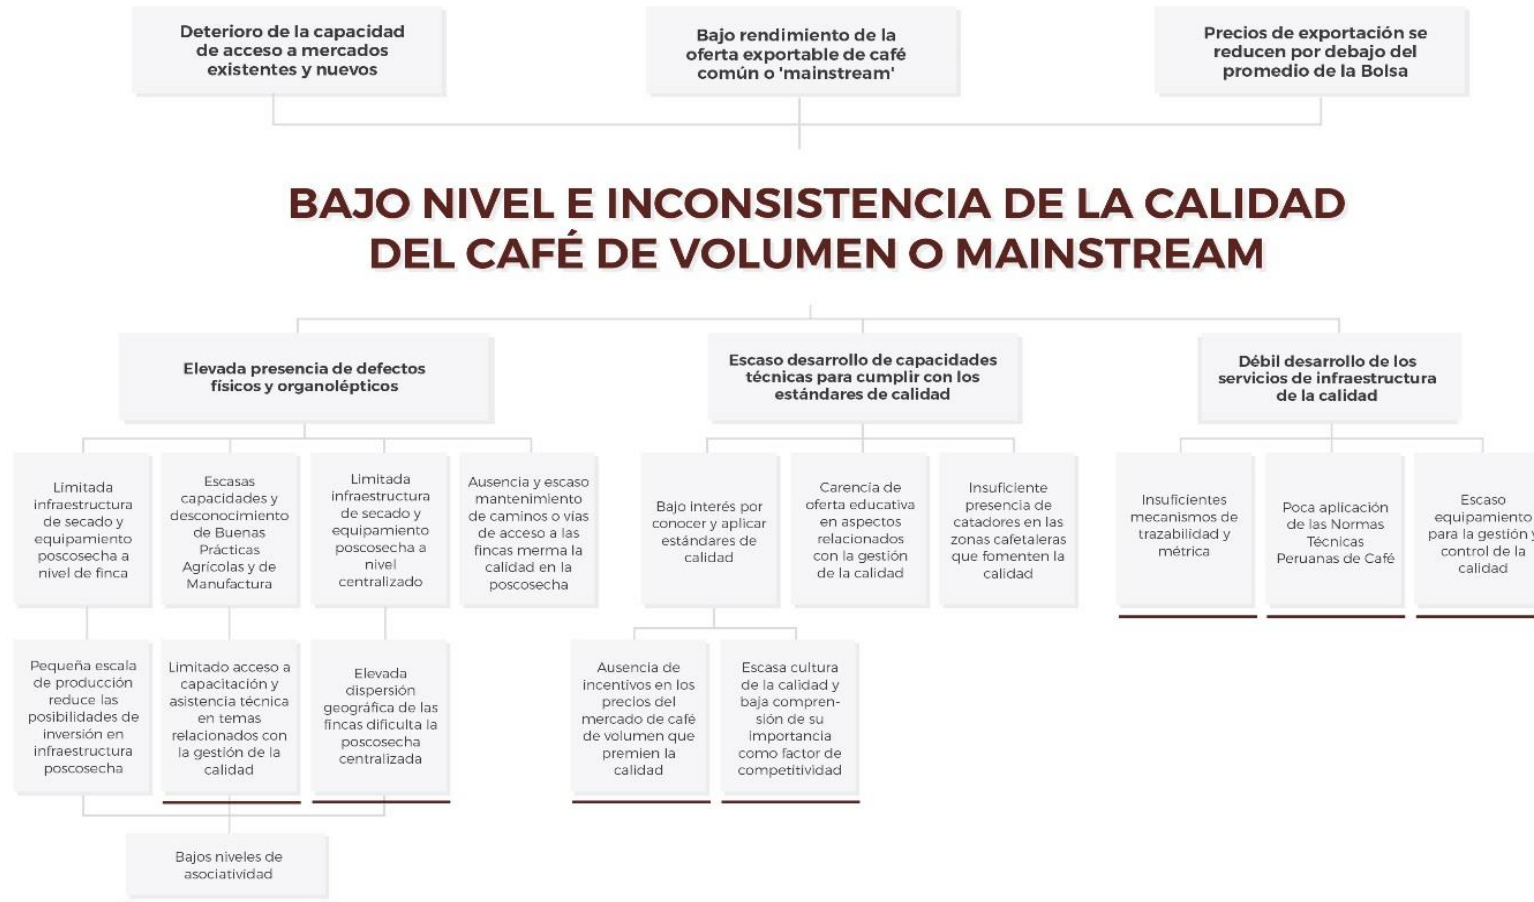 Deterioro de la capacidad
de acceso a mercados
existentes y nuevos
Bajo rendimiento de la
oferta exportable de café
común o 'mainstream'
Precios de exportación se
reducen por debajo del
promedio de la Bolsa
BAJO NIVEL E INCONSISTENCIA DE LA CALIDAD
DEL CAFÉ DE VOLUMEN O MAINSTREAM
Elevada presencia de defectos
físicos y organolépticos
Escaso desarrollo de capacidades
técnicas para cumplir con los
estándares de calidad
Débil desarrollo de los
servicios de infraestructura
de la calidad
Limitada
infraestructura
de secado y
equipamiento
poscosecha a
nivel de finca
Escasas
capacidades y
desconocimiento
de Buenas
Prácticas
Agrícolas y de
Manufactura
Limitada
infraestructura
de secado y
equipamiento
poscosecha a
nivel
centralizado
Ausencia y escaso
mantenimiento
de caminos o vías
de acceso a las
fincas merma la
calidad en la
poscosecha
Bajo interés por
conocer y aplicar
estándares de
calidad
Carencia de
oferta educativa
en aspectos
relacionados
con la gestión
de la calidad
Insuficiente
presencia de
catadores en las
zonas cafetaleras
que fomenten la
calidad
Insuficientes
mecanismos de
trazabilidad y
métrica
Poca aplicación
de las Normas
Técnicas
Peruanas de Café
Escaso
equipamiento
para la gestión y
control de la
calidad
Pequeña escala
de producción
reduce las
posibilidades de
inversión en
infraestructura
poscosecha
Limitado acceso a
capacitación y
asistencia técnica
en temas
relacionados con
la gestión de la
calidad
Elevada
dispersión
geográfica de las
fincas dificulta la
poscosecha
centralizada
Ausencia de
incentivos en los
precios del
mercado de café
de volumen que
premien la
calidad
Escasa cultura
de la calidad y
baja compren-
sión de su
importancia
como factor de
competitividad
Bajos niveles de
asociatividad